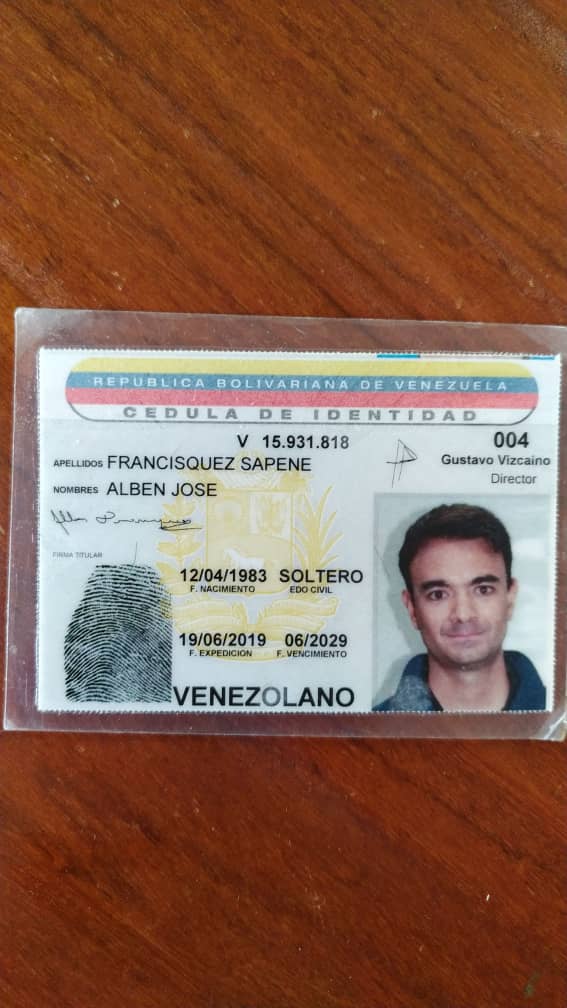 REPUBLICA BOLIVARIANA DE VENEZUELA
CEDULA DE IDENTIDAD
V 15.931.818
004
APELLIDOS FRANCISQUEZ SAPENE
Gustavo Vizcaino
Director
NOMBRES ALBEN JOSE
FIRMA TITULAR
12/04/1983 SOLTERO
F. NACIMIENTO EDO CIVIL
19/06/2019 06/2029
F. EXPEDICION F. VENCIMIENTO
VENEZOLANO